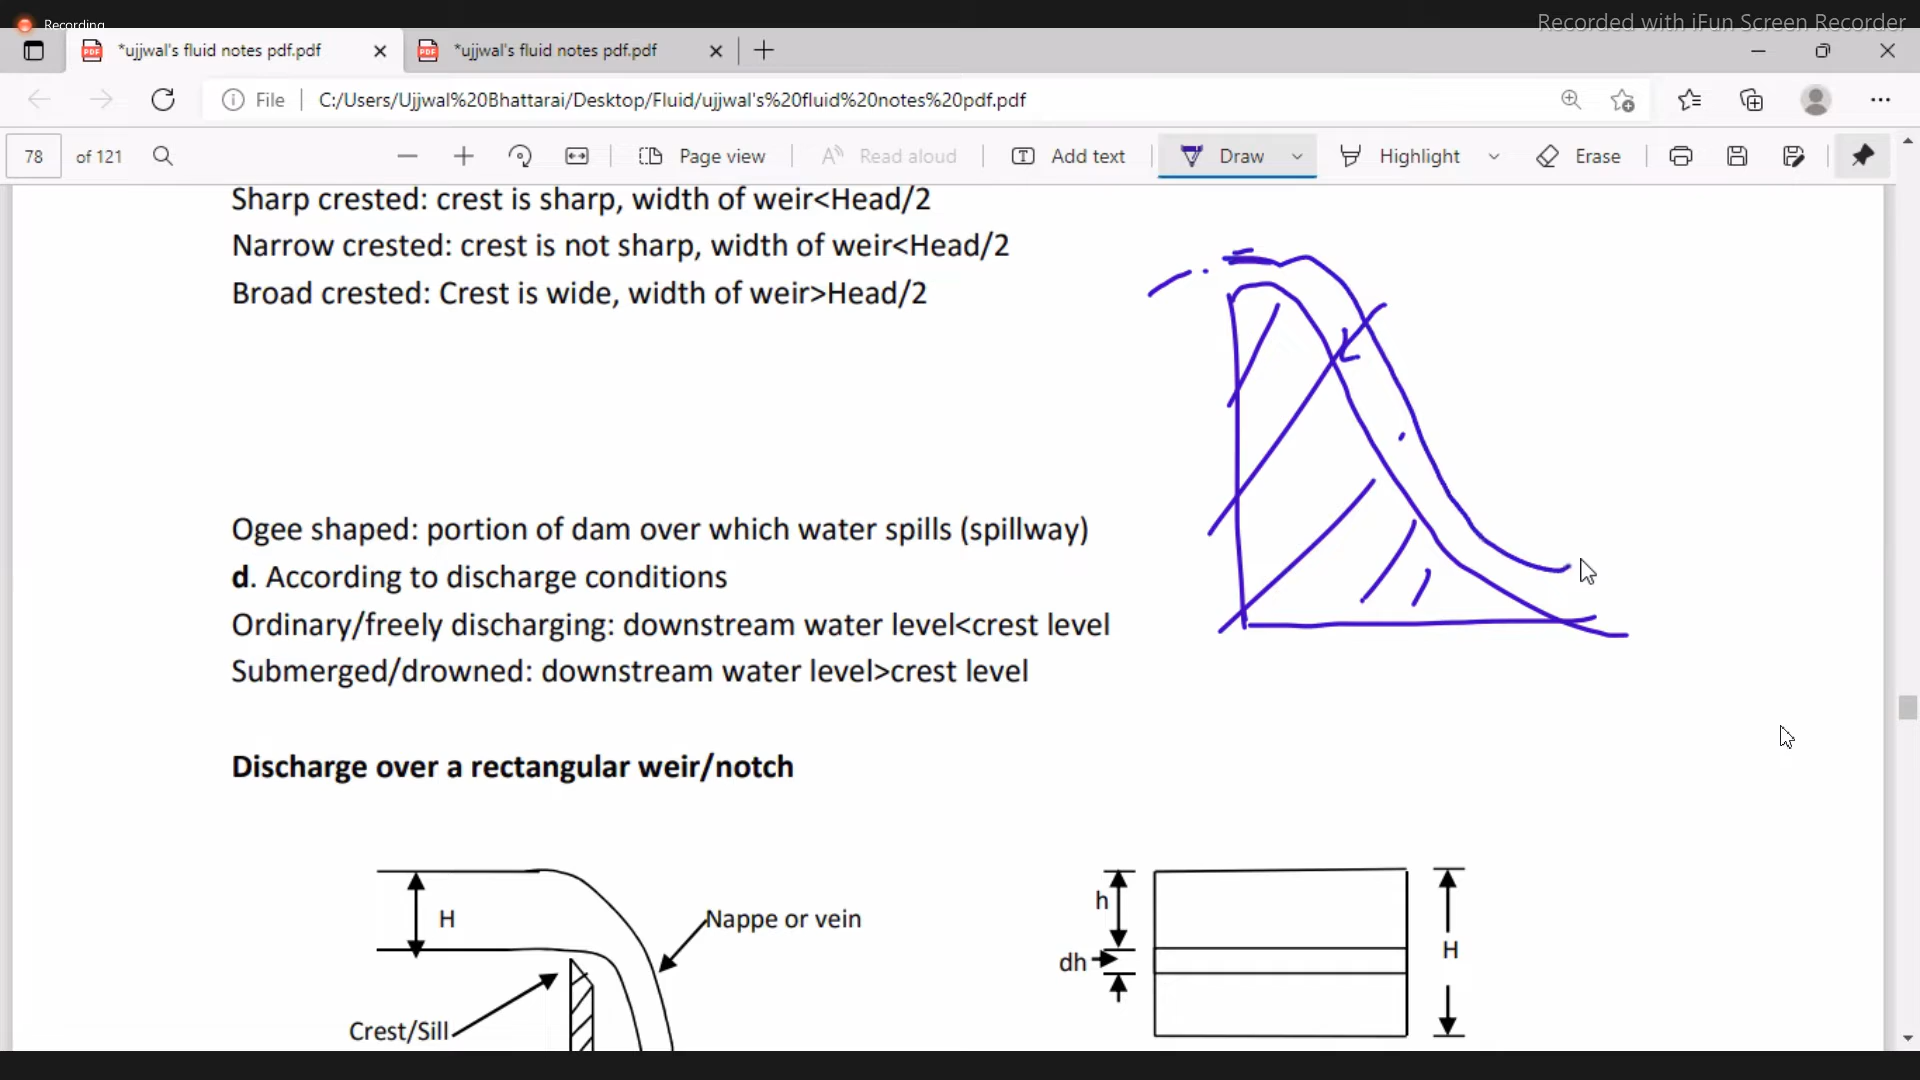 Recording
Recorded with iFun Screen Recorder
*ujjwal's fluid notes pdf.pdf
*ujjwal's fluid notes pdf.pdf
File
C:/Users/Ujjwal%20Bhattarai/Desktop/Fluid/ujjwal's%20fluid%20notes%20pdf.pdf
78 of 121
Page view
Read aloud
Add text
Draw
Highlight
Erase
Sharp crested: crest is sharp, width of weir<Head/2
Narrow crested: crest is not sharp, width of weir<Head/2
Broad crested: Crest is wide, width of weir>Head/2
Ogee shaped: portion of dam over which water spills (spillway)
d. According to discharge conditions
Ordinary/freely discharging: downstream water level<crest level
Submerged/drowned: downstream water level>crest level
Discharge over a rectangular weir/notch
H
Nappe or vein
Crest/Sill
h
dh
H